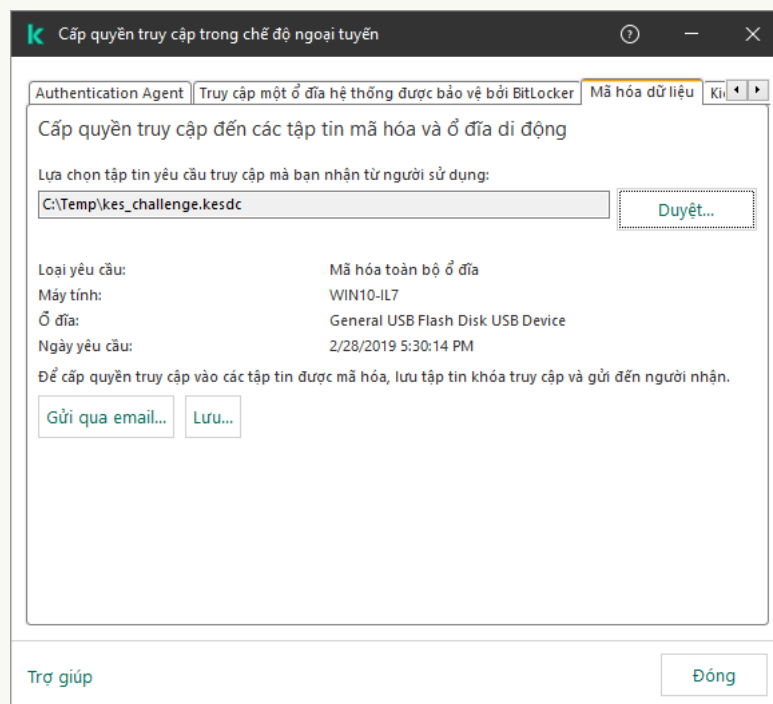 Cấp quyền truy cập trong chế độ ngoại tuyến
Authentication Agent Truy cập một ổ đĩa hệ thống được bảo vệ bởi BitLocker Mã hóa dữ liệu
Cấp quyền truy cập đến các tập tin mã hóa và ổ đĩa di động
Lựa chọn tập tin yêu cầu truy cập mà bạn nhận từ người sử dụng:
C:\Temp\kes_challenge.kesdc Duyệt...
Loại yêu cầu: Mã hóa toàn bộ ổ đĩa
Máy tính: WIN10-IL7
Ổ đĩa: General USB Flash Disk USB Device
Ngày yêu cầu: 2/28/2019 5:30:14 PM
Để cấp quyền truy cập vào các tập tin được mã hóa, lưu tập tin khóa truy cập và gửi đến người nhận.
Gửi qua email... Lưu...
Trợ giúp Đóng